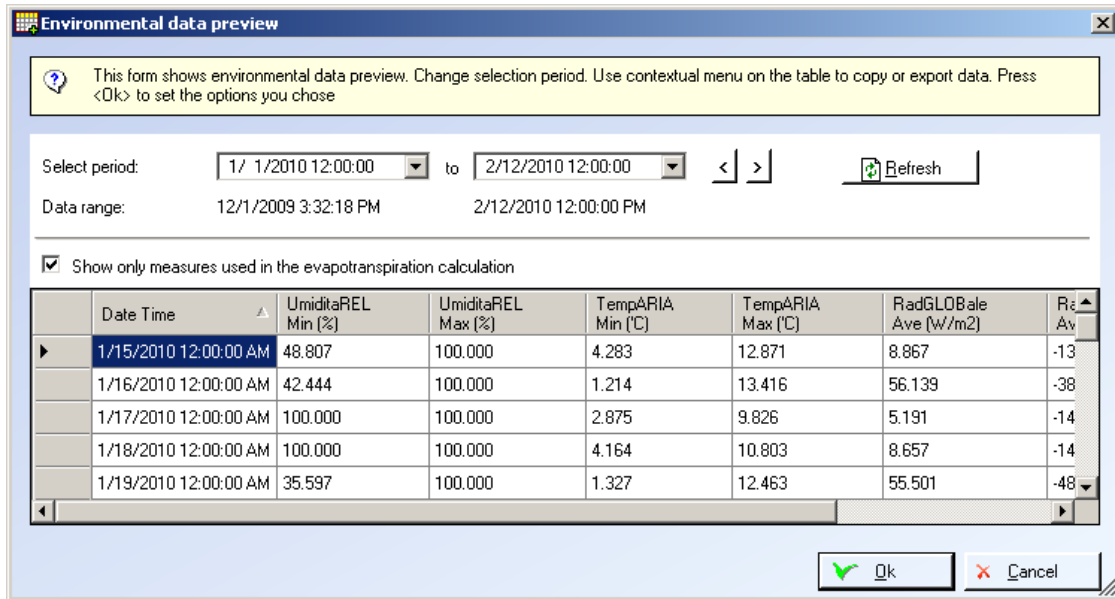 Environmental data preview
This form shows environmental data preview. Change selection period. Use contextual menu on the table to copy or export data. Press
<Ok> to set the options you chose
Select period: 1/ 1/2010 12:00:00 to 2/12/2010 12:00:00 < > Refresh
Data range: 12/1/2009 3:32:18 PM 2/12/2010 12:00:00 PM
Show only measures used in the evapotranspiration calculation
Date Time UmiditaREL Min (%) UmiditaREL Max (%) TempARIA Min ('C) TempARIA Max ('C) RadGLOBale Ave (W/m2) Ra Av
1/15/2010 12:00:00 AM 48.807 100.000 4.283 12.871 8.867 -13
1/16/2010 12:00:00 AM 42.444 100.000 1.214 13.416 56.139 -38
1/17/2010 12:00:00 AM 100.000 100.000 2.875 9.826 5.191 -14
1/18/2010 12:00:00 AM 100.000 100.000 4.164 10.803 8.657 -14
1/19/2010 12:00:00 AM 35.597 100.000 1.327 12.463 55.501 -48
Ok Cancel